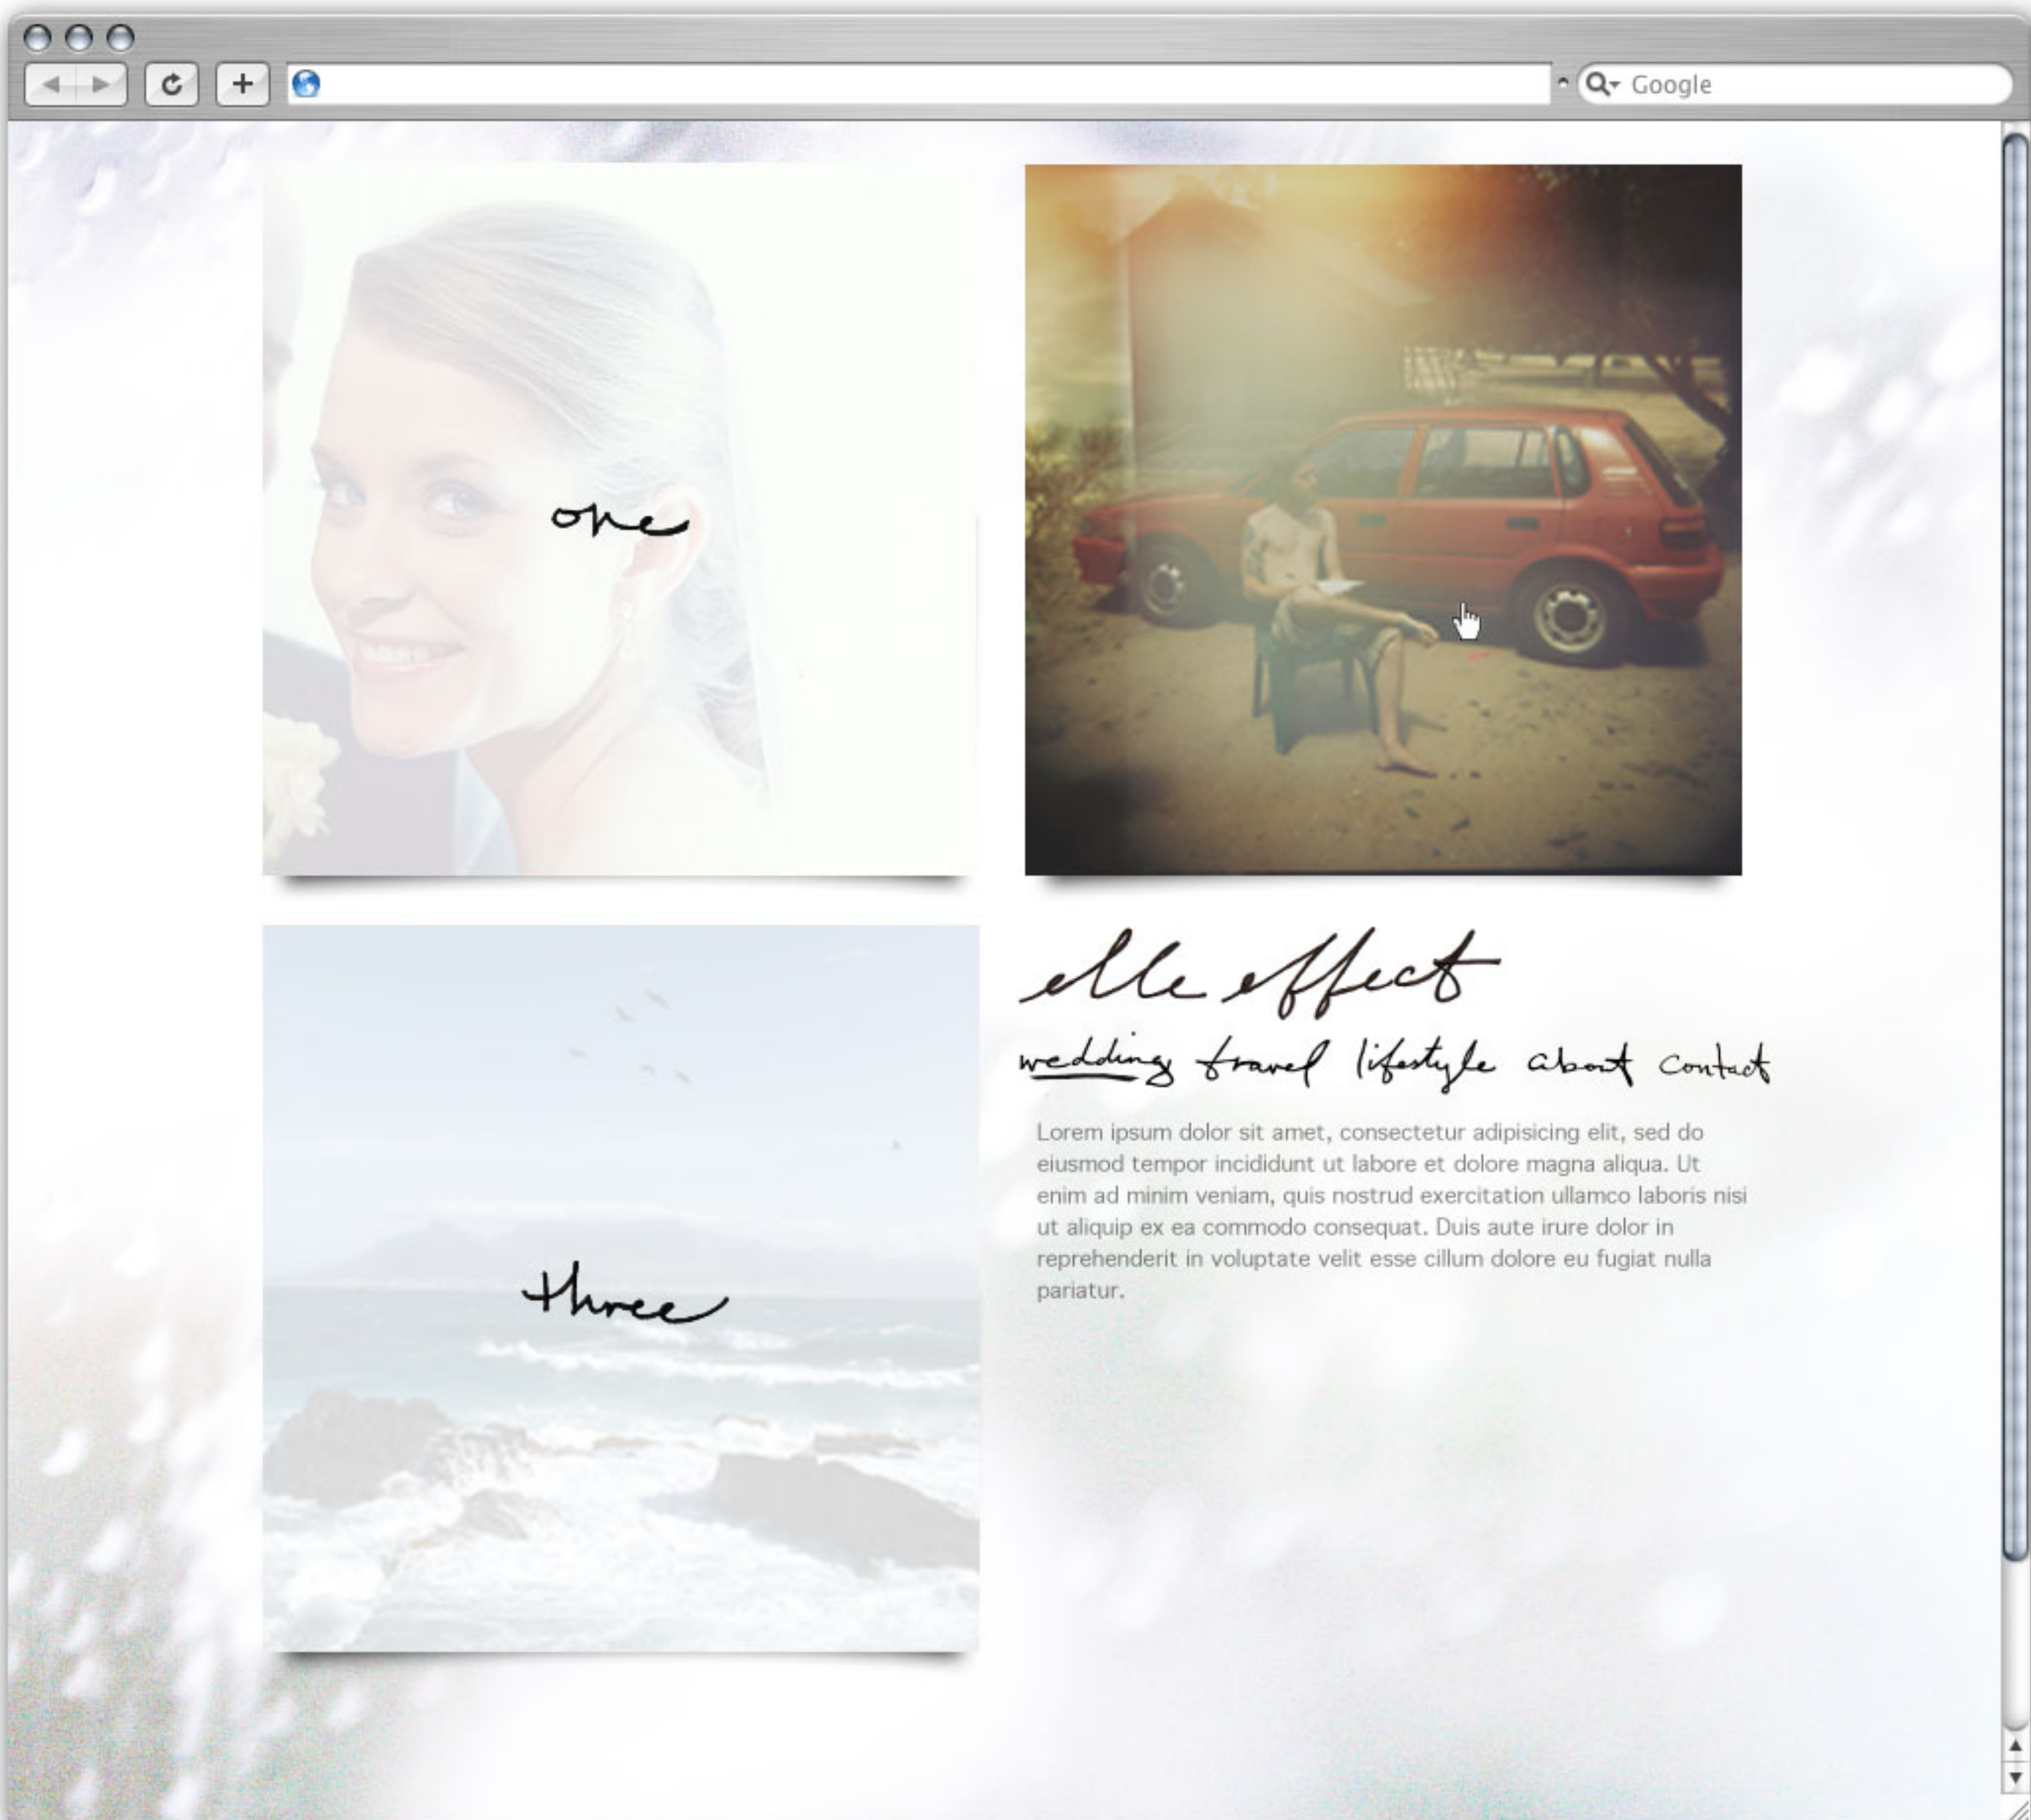 Google
one
elle effect
wedding travel lifestyle about contact
Lorem ipsum dolor sit amet, consectetur adipisicing elit, sed do
eiusmod tempor incididunt ut labore et dolore magna aliqua. Ut
enim ad minim veniam, quis nostrud exercitation ullamco laboris nisi
ut aliquip ex ea commodo consequat. Duis aute irure dolor in
reprehenderit in voluptate velit esse cillum dolore eu fugiat nulla
pariatur.
three